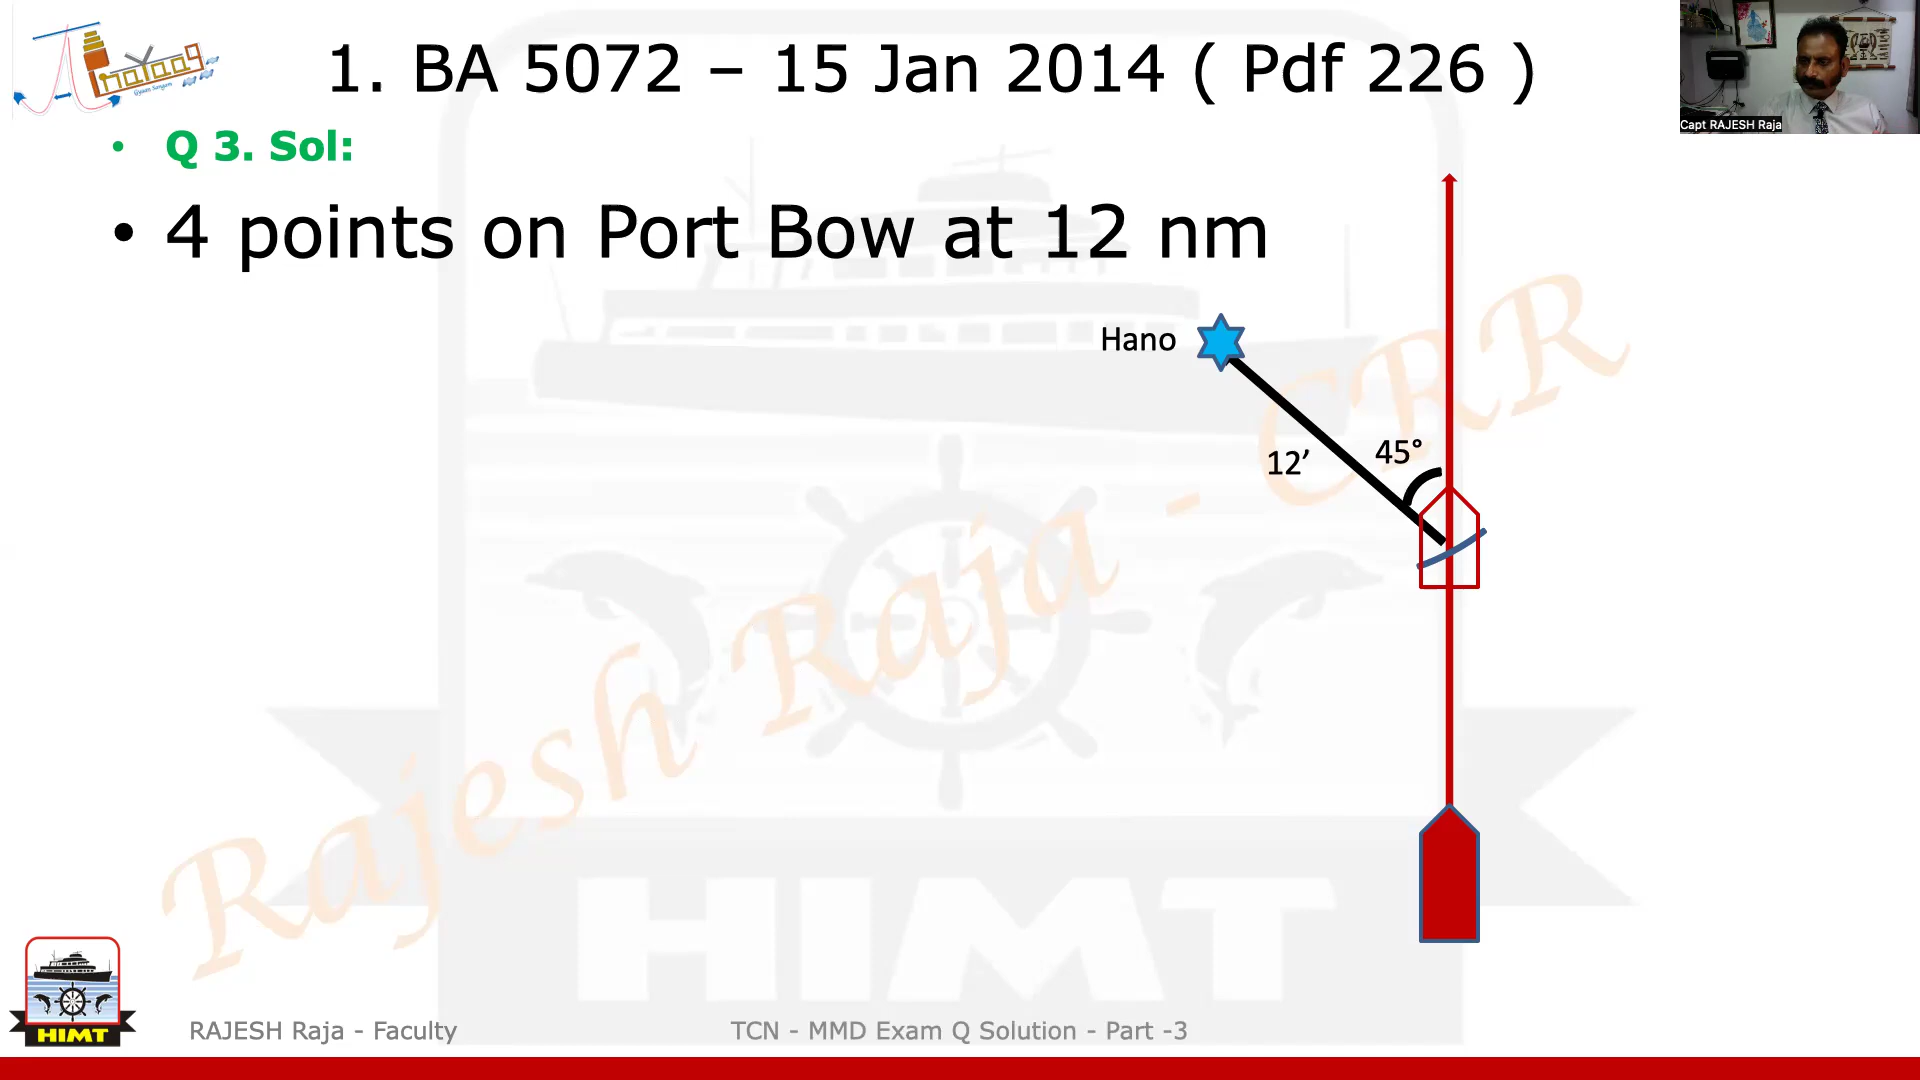 1. BA 5072 – 15 Jan 2014 ( Pdf 226 )
Capt RAJESH Raja
• Q 3. Sol:
• 4 points on Port Bow at 12 nm
Hano
45°
12’
Rajesh Raja - CRR
HIMT
HIMT
RAJESH Raja - Faculty
TCN - MMD Exam Q Solution - Part -3